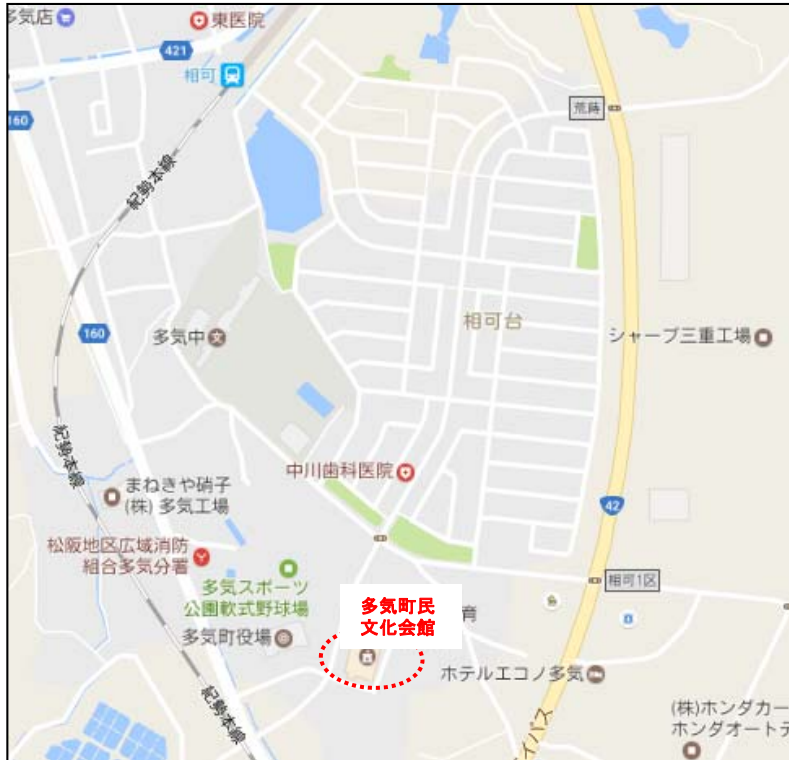 多気店
東医院
421
相可
160
荒蒔
紀勢本線
160
多気中
相可台
シャープ三重工場
紀勢本線
中川歯科医院
まねきや硝子
(株) 多気工場
42
松阪地区広域消防
組合多気分署
多気スポーツ
公園軟式野球場
相可1区
多気町民
文化会館
育
多気町役場
ホテルエコノ多気
紀勢本線
(株)ホンダカー
ホンダオートテ
イパス